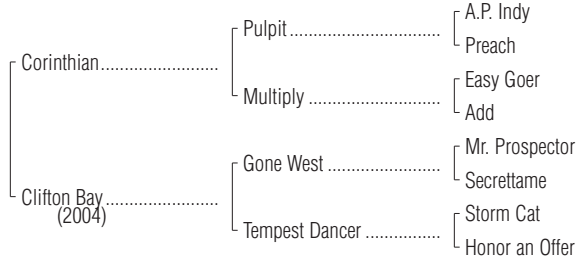 A.P. Indy
Pulpit..........................................
Preach
Corinthian................................
Easy Goer
Multiply .....................................
Add
Mr. Prospector
Gone West ...............................
Secrettame
Clifton Bay ...............................
(2004)
Storm Cat
Tempest Dancer .....................
Honor an Offer